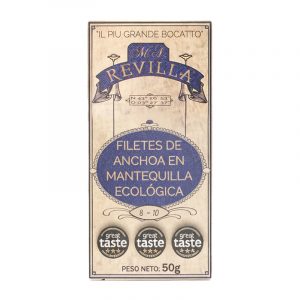 "IL PIU GRANDE BOCATTO"
M.A.
REVILLA
FILETES DE
ANCHOA EN
MANTEQUILLA
ECOLÓGICA
8 - 10
great taste
great taste
great taste
PESO NETO: 50g